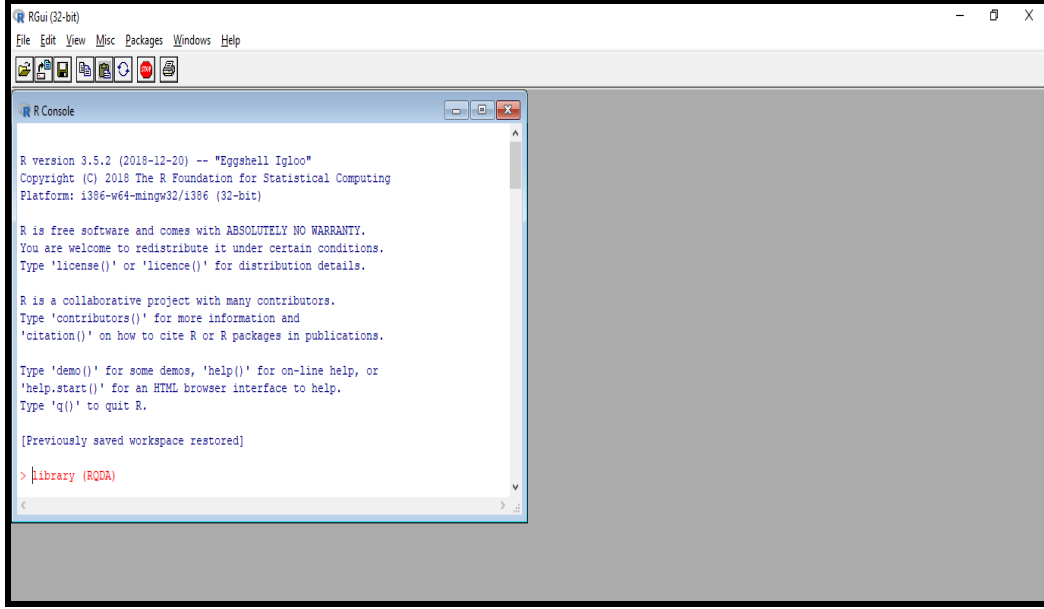 RGui (32-bit)
File Edit View Misc Packages Windows Help
STOP
R Console
R version 3.5.2 (2018-12-20) -- "Eggshell Igloo"
Copyright (C) 2018 The R Foundation for Statistical Computing
Platform: i386-w64-mingw32/i386 (32-bit)
R is free software and comes with ABSOLUTELY NO WARRANTY.
You are welcome to redistribute it under certain conditions.
Type 'license()' or 'licence()' for distribution details.
R is a collaborative project with many contributors.
Type 'contributors()' for more information and
'citation()' on how to cite R or R packages in publications.
Type 'demo()' for some demos, 'help()' for on-line help, or
'help.start()' for an HTML browser interface to help.
Type 'q()' to quit R.
[Previously saved workspace restored]
> library (RQDA)